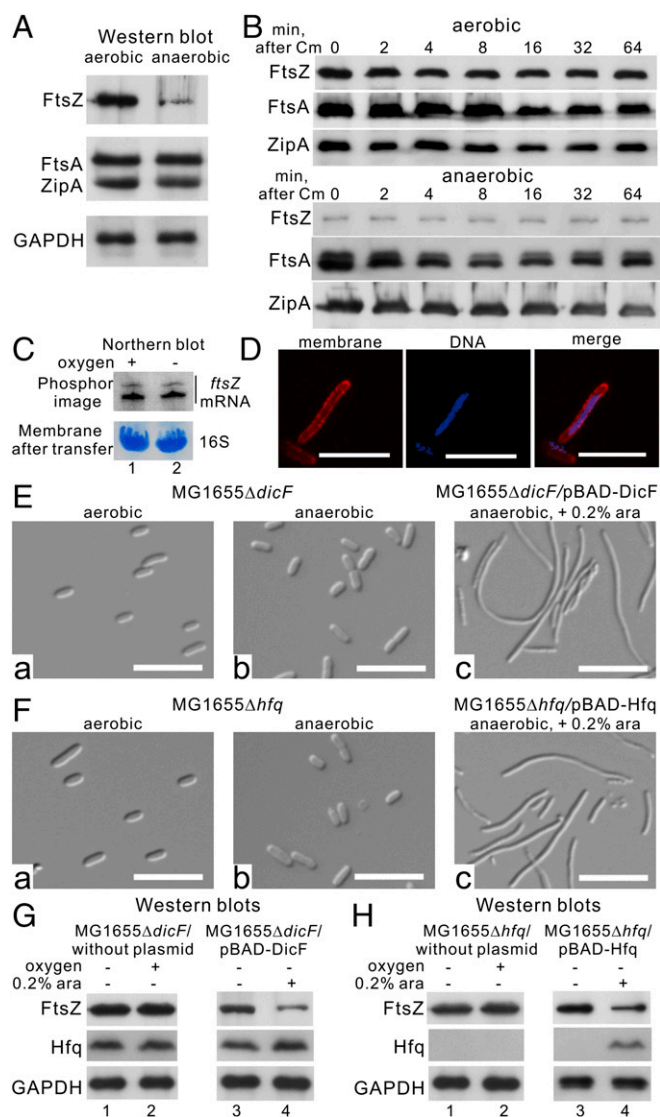 A
Western blot
aerobic anaerobic
FtsZ
FtsA
ZipA
GAPDH
B
min, after Cm
aerobic
0 2 4 8 16 32 64
FtsZ
FtsA
ZipA
min, after Cm
anaerobic
0 2 4 8 16 32 64
FtsZ
FtsA
ZipA
C
Northern blot
oxygen + -
Phosphor image
ftsZ mRNA
Membrane after transfer
16S
1 2
D
membrane DNA merge
E
MG1655ΔdicF
MG1655ΔdicF/pBAD-DicF
aerobic anaerobic anaerobic, + 0.2% ara
a b c
F
MG1655Δhfq
MG1655Δhfq/pBAD-Hfq
aerobic anaerobic anaerobic, + 0.2% ara
a b c
G
Western blots
MG1655ΔdicF/ without plasmid
MG1655ΔdicF/ pBAD-DicF
oxygen - + - -
0.2% ara - - - +
FtsZ
Hfq
GAPDH
1 2 3 4
H
Western blots
MG1655Δhfq/ without plasmid
MG1655Δhfq/ pBAD-Hfq
oxygen - + - -
0.2% ara - - - +
FtsZ
Hfq
GAPDH
1 2 3 4